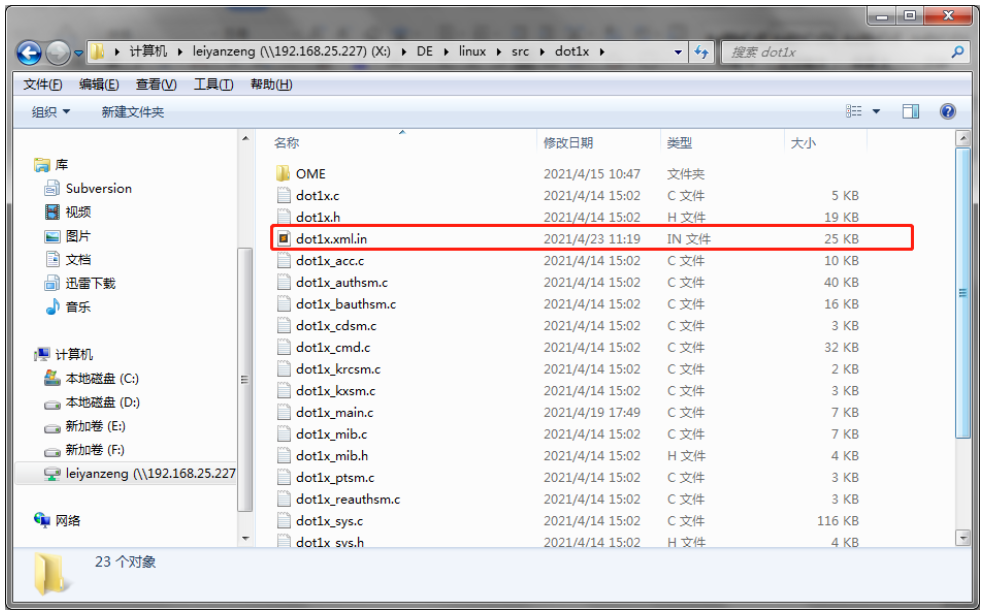 计算机 leiyanzeng (\\192.168.25.227) (X:) DE linux src dot1x 搜索 dot1x
文件(F) 编辑(E) 查看(V) 工具(T) 帮助(H)
组织 新建文件夹
库
Subversion
视频
图片
文档
迅雷下载
音乐
计算机
本地磁盘 (C:)
本地磁盘 (D:)
新加卷 (E:)
新加卷 (F:)
leiyanzeng (\\192.168.25.227
网络
名称 修改日期 类型 大小
OME 2021/4/15 10:47 文件夹
dot1x.c 2021/4/14 15:02 C 文件 5 KB
dot1x.h 2021/4/14 15:02 H 文件 19 KB
dot1x.xml.in 2021/4/23 11:19 IN 文件 25 KB
dot1x_acc.c 2021/4/14 15:02 C 文件 10 KB
dot1x_authsm.c 2021/4/14 15:02 C 文件 40 KB
dot1x_bauthsm.c 2021/4/14 15:02 C 文件 16 KB
dot1x_cdsm.c 2021/4/14 15:02 C 文件 3 KB
dot1x_cmd.c 2021/4/14 15:02 C 文件 32 KB
dot1x_krcsm.c 2021/4/14 15:02 C 文件 2 KB
dot1x_kxsm.c 2021/4/14 15:02 C 文件 3 KB
dot1x_main.c 2021/4/19 17:49 C 文件 7 KB
dot1x_mib.c 2021/4/14 15:02 C 文件 7 KB
dot1x_mib.h 2021/4/14 15:02 H 文件 4 KB
dot1x_ptsm.c 2021/4/14 15:02 C 文件 3 KB
dot1x_reauthsm.c 2021/4/14 15:02 C 文件 3 KB
dot1x_sys.c 2021/4/14 15:02 C 文件 116 KB
dot1x_sys.h 2021/4/14 15:02 H 文件 4 KB
23 个对象